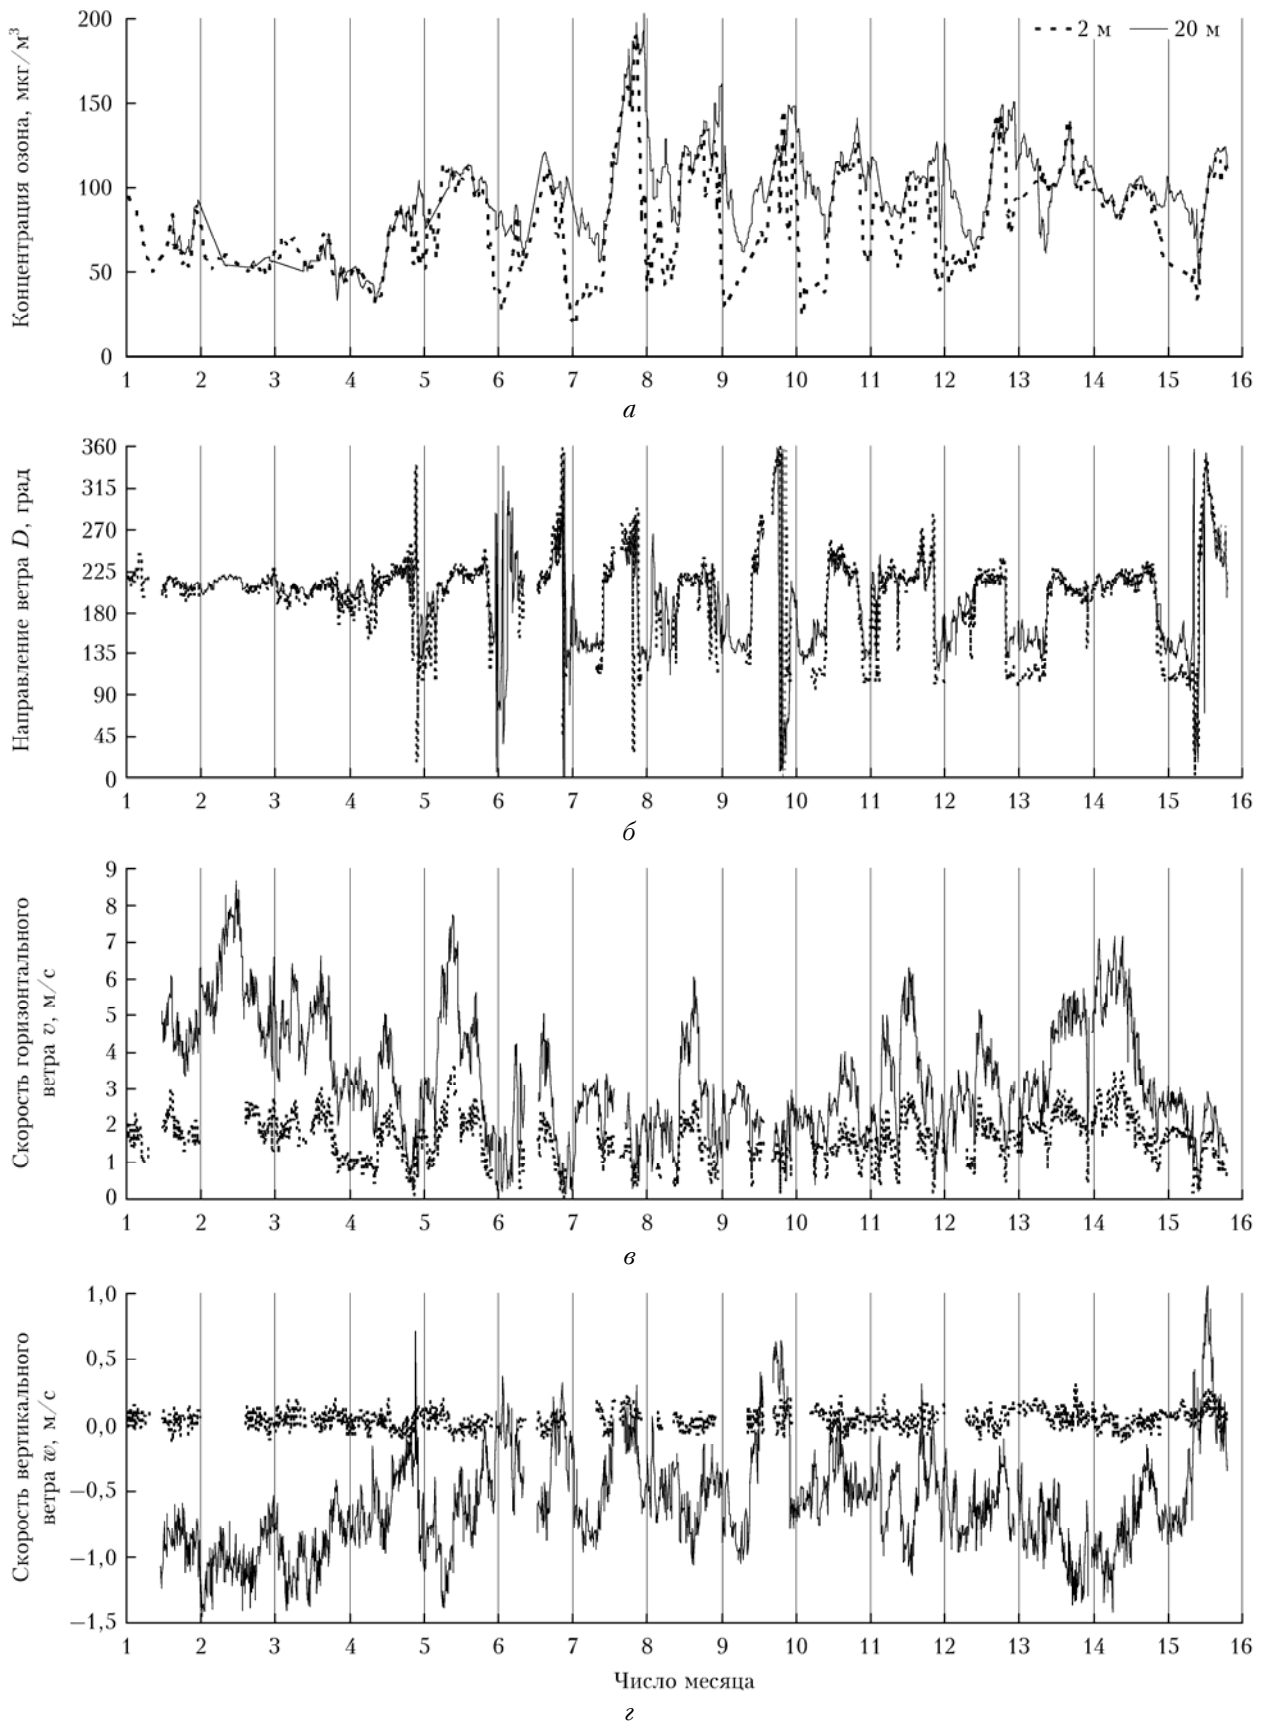 Концентрация озона, мкг/м³
2 м 20 м
200
150
100
50
0
1 2 3 4 5 6 7 8 9 10 11 12 13 14 15 16
а
Направление ветра D, град
360
315
270
225
180
135
90
45
0
1 2 3 4 5 6 7 8 9 10 11 12 13 14 15 16
б
Скорость горизонтального
ветра v, м/с
9
8
7
6
5
4
3
2
1
0
1 2 3 4 5 6 7 8 9 10 11 12 13 14 15 16
в
Скорость вертикального
ветра w, м/с
1,0
0,5
0,0
−0,5
−1,0
−1,5
1 2 3 4 5 6 7 8 9 10 11 12 13 14 15 16
Число месяца
г